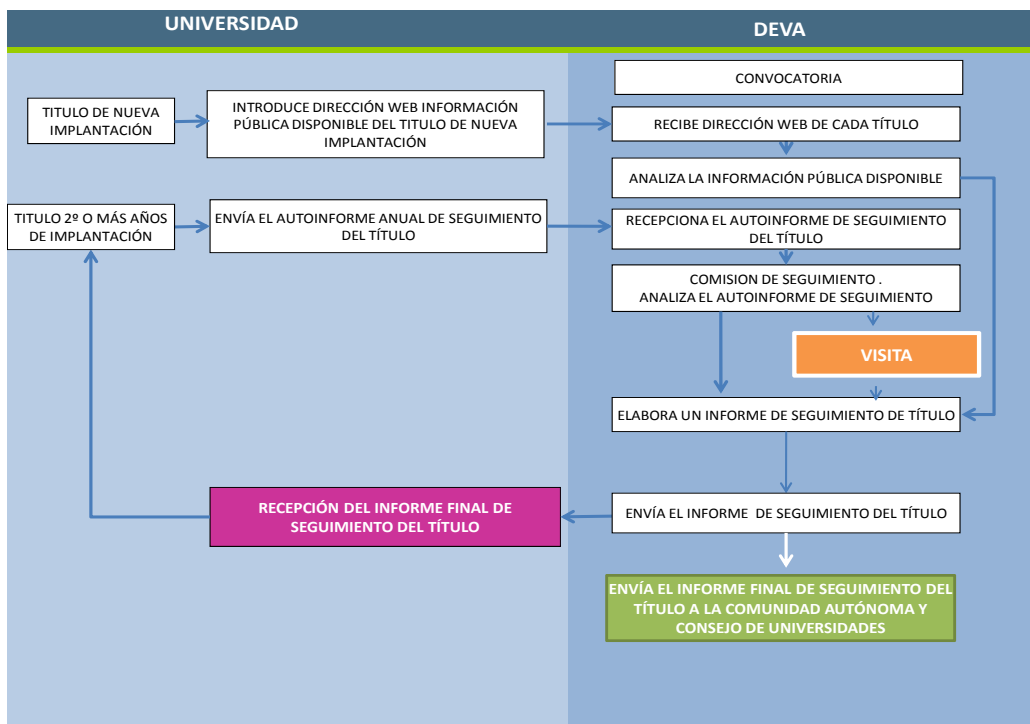 UNIVERSIDAD
DEVA
CONVOCATORIA
TITULO DE NUEVA
IMPLANTACIÓN
INTRODUCE DIRECCIÓN WEB INFORMACIÓN
PÚBLICA DISPONIBLE DEL TITULO DE NUEVA
IMPLANTACIÓN
RECIBE DIRECCIÓN WEB DE CADA TÍTULO
ANALIZA LA INFORMACIÓN PÚBLICA DISPONIBLE
TITULO 2º O MÁS AÑOS
DE IMPLANTACIÓN
ENVÍA EL AUTOINFORME ANUAL DE SEGUIMIENTO
DEL TÍTULO
RECEPCIONA EL AUTOINFORME DE SEGUIMIENTO
DEL TÍTULO
COMISION DE SEGUIMIENTO .
ANALIZA EL AUTOINFORME DE SEGUIMIENTO
VISITA
ELABORA UN INFORME DE SEGUIMIENTO DE TÍTULO
RECEPCIÓN DEL INFORME FINAL DE
SEGUIMIENTO DEL TÍTULO
ENVÍA EL INFORME DE SEGUIMIENTO DEL TÍTULO
ENVÍA EL INFORME FINAL DE SEGUIMIENTO DEL
TÍTULO A LA COMUNIDAD AUTÓNOMA Y
CONSEJO DE UNIVERSIDADES